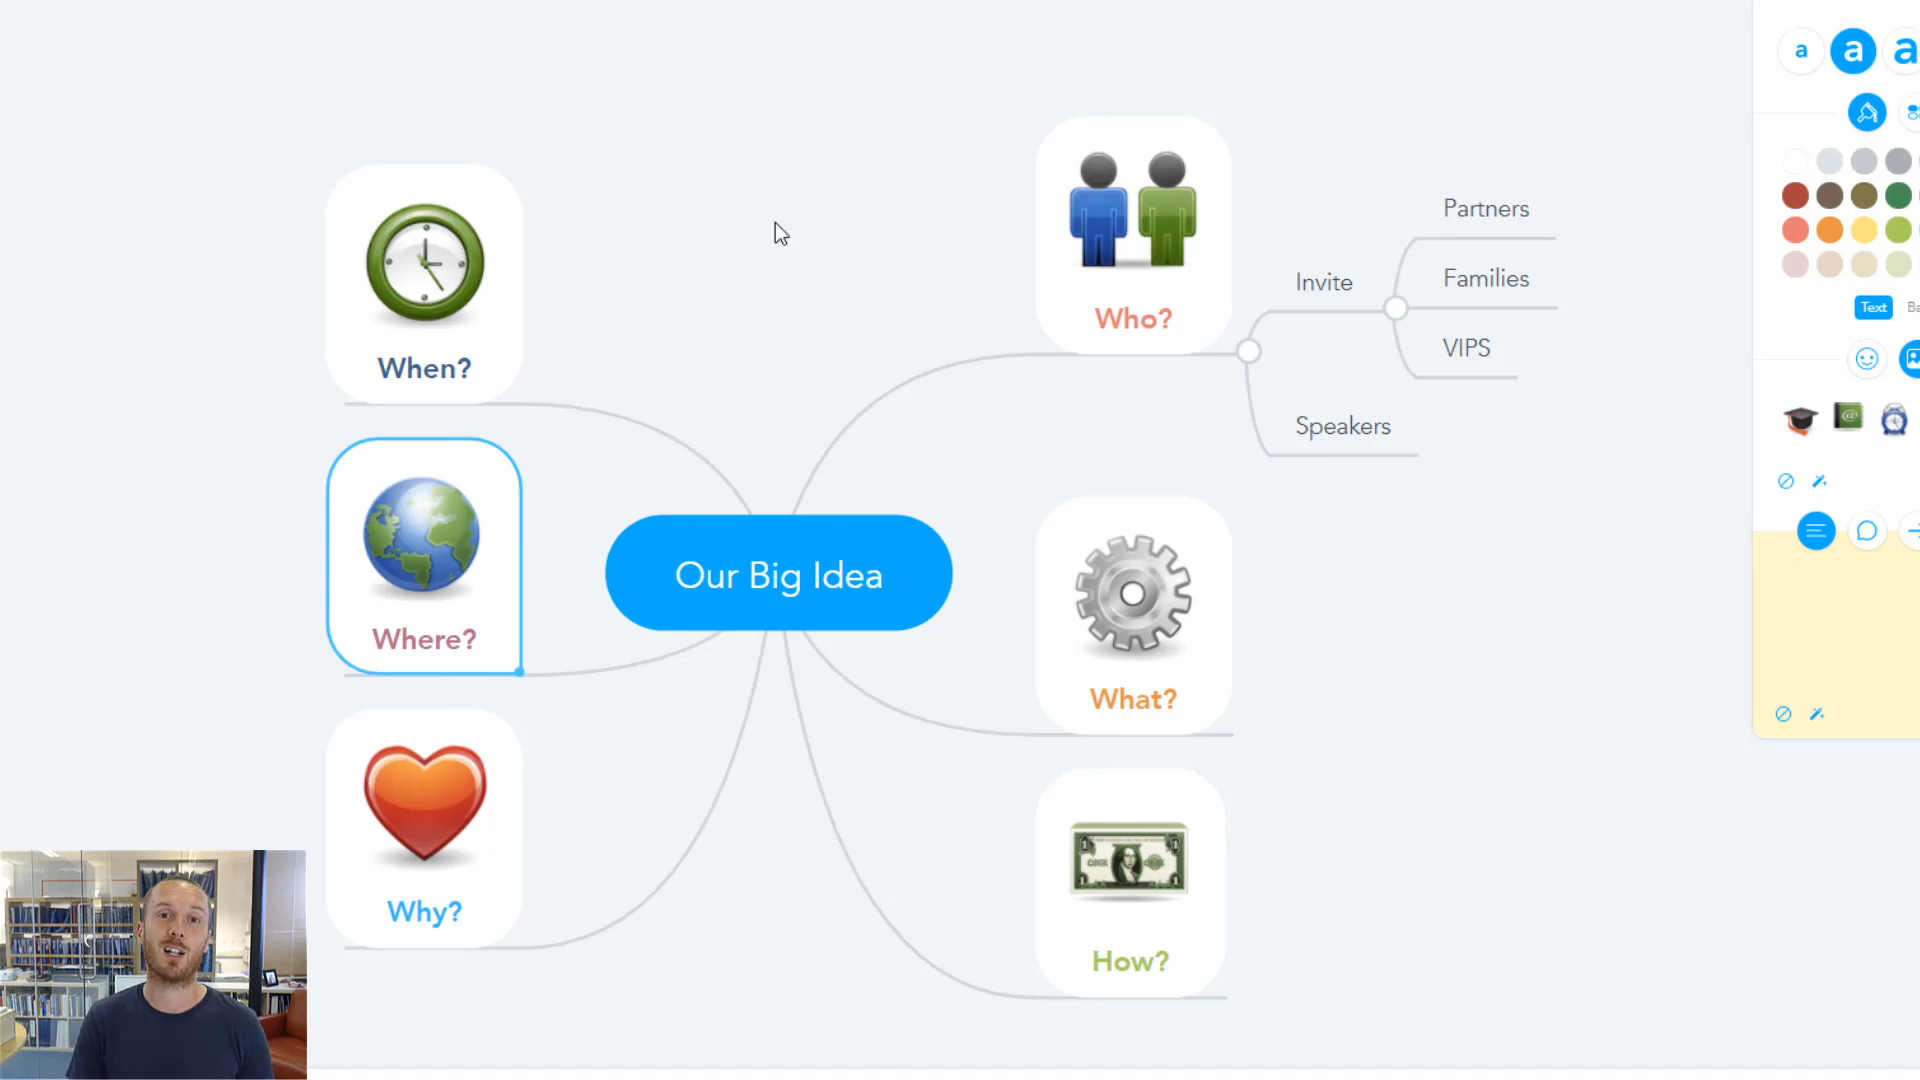 a a a
Partners
Families
Invite
VIPS
Who?
When?
Text
Speakers
Our Big Idea
Where?
What?
Why?
How?